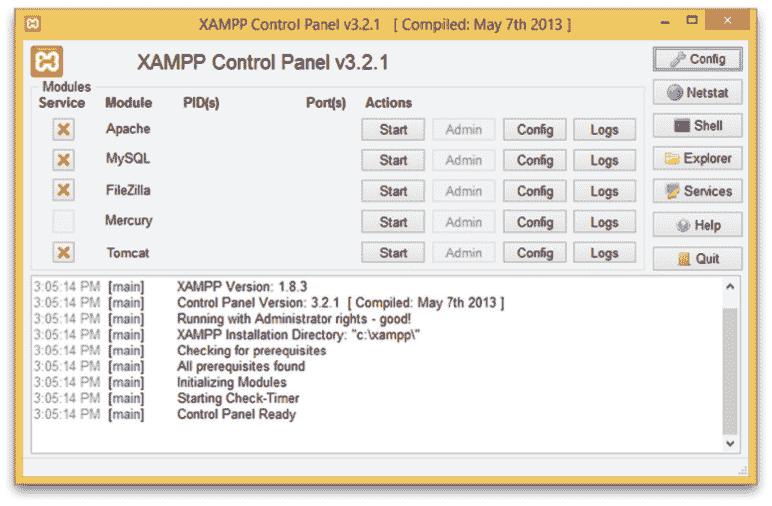 XAMPP Control Panel v3.2.1 [ Compiled: May 7th 2013 ]
XAMPP Control Panel v3.2.1
Config
Modules
Service Module PID(s) Port(s) Actions
Netstat
Apache Start Admin Config Logs
Shell
MySQL Start Admin Config Logs
Explorer
FileZilla Start Admin Config Logs
Services
Mercury Start Admin Config Logs
Help
Tomcat Start Admin Config Logs
Quit
3:05:14 PM [main] XAMPP Version: 1.8.3
3:05:14 PM [main] Control Panel Version: 3.2.1 [ Compiled: May 7th 2013 ]
3:05:14 PM [main] Running with Administrator rights - good!
3:05:14 PM [main] XAMPP Installation Directory: "c:\xampp\"
3:05:14 PM [main] Checking for prerequisites
3:05:14 PM [main] All prerequisites found
3:05:14 PM [main] Initializing Modules
3:05:14 PM [main] Starting Check-Timer
3:05:14 PM [main] Control Panel Ready